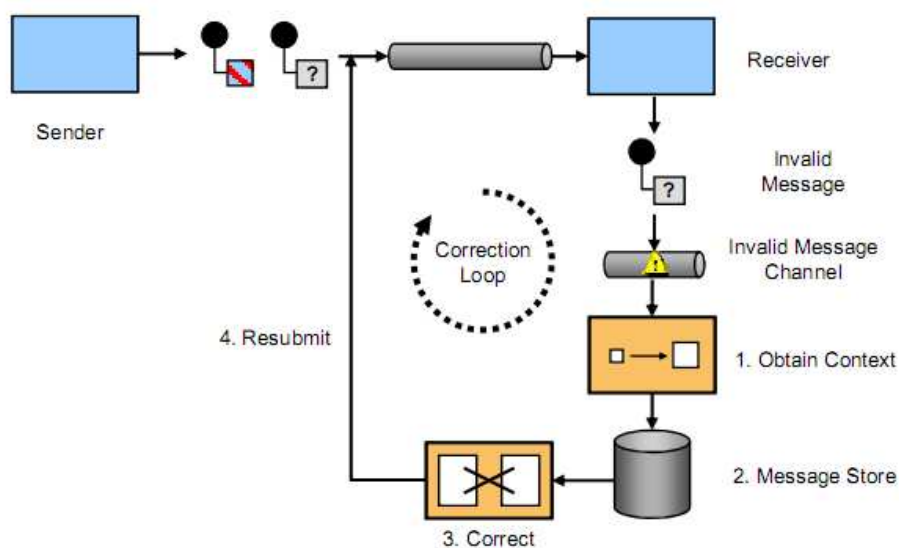 ?
Receiver
Sender
Invalid
Message
?
Correction
Loop
Invalid Message
Channel
!
4. Resubmit
1. Obtain Context
2. Message Store
3. Correct